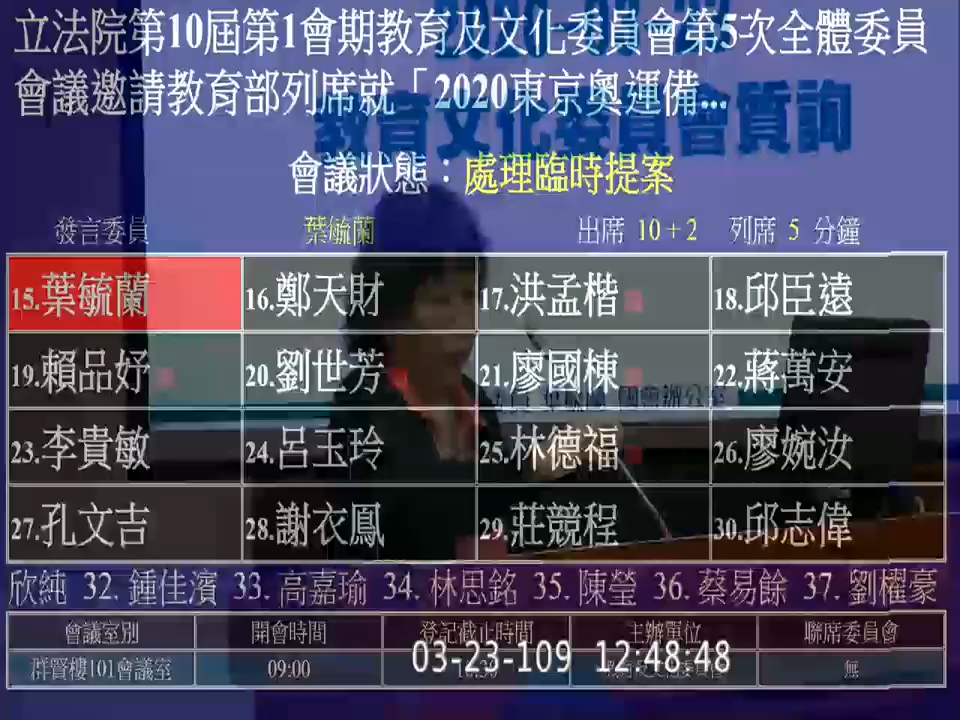 立法院第10屆第1會期教育及文化委員會第5次全體委員
會議邀請教育部列席就「2020東京奧運備...
教育文化委員會質詢
會議狀態：處理臨時提案
發言委員 葉毓蘭 出席 10+2 列席 5 分鐘
15.葉毓蘭 16.鄭天財 17.洪孟楷 18.邱臣遠
19.賴品妤 20.劉世芳 21.廖國棟 22.蔣萬安
23.李貴敏 24.呂玉玲 25.林德福 26.廖婉汝
27.孔文吉 28.謝衣鳳 29.莊競程 30.邱志偉
欣純 32. 鍾佳濱 33. 高嘉瑜 34. 林思銘 35. 陳瑩 36. 蔡易餘 37. 劉櫂豪
會議室別 開會時間 登記截止時間 主辦單位 聯席委員會
群賢樓101會議室 09:00 無
03-23-109 12:48:48